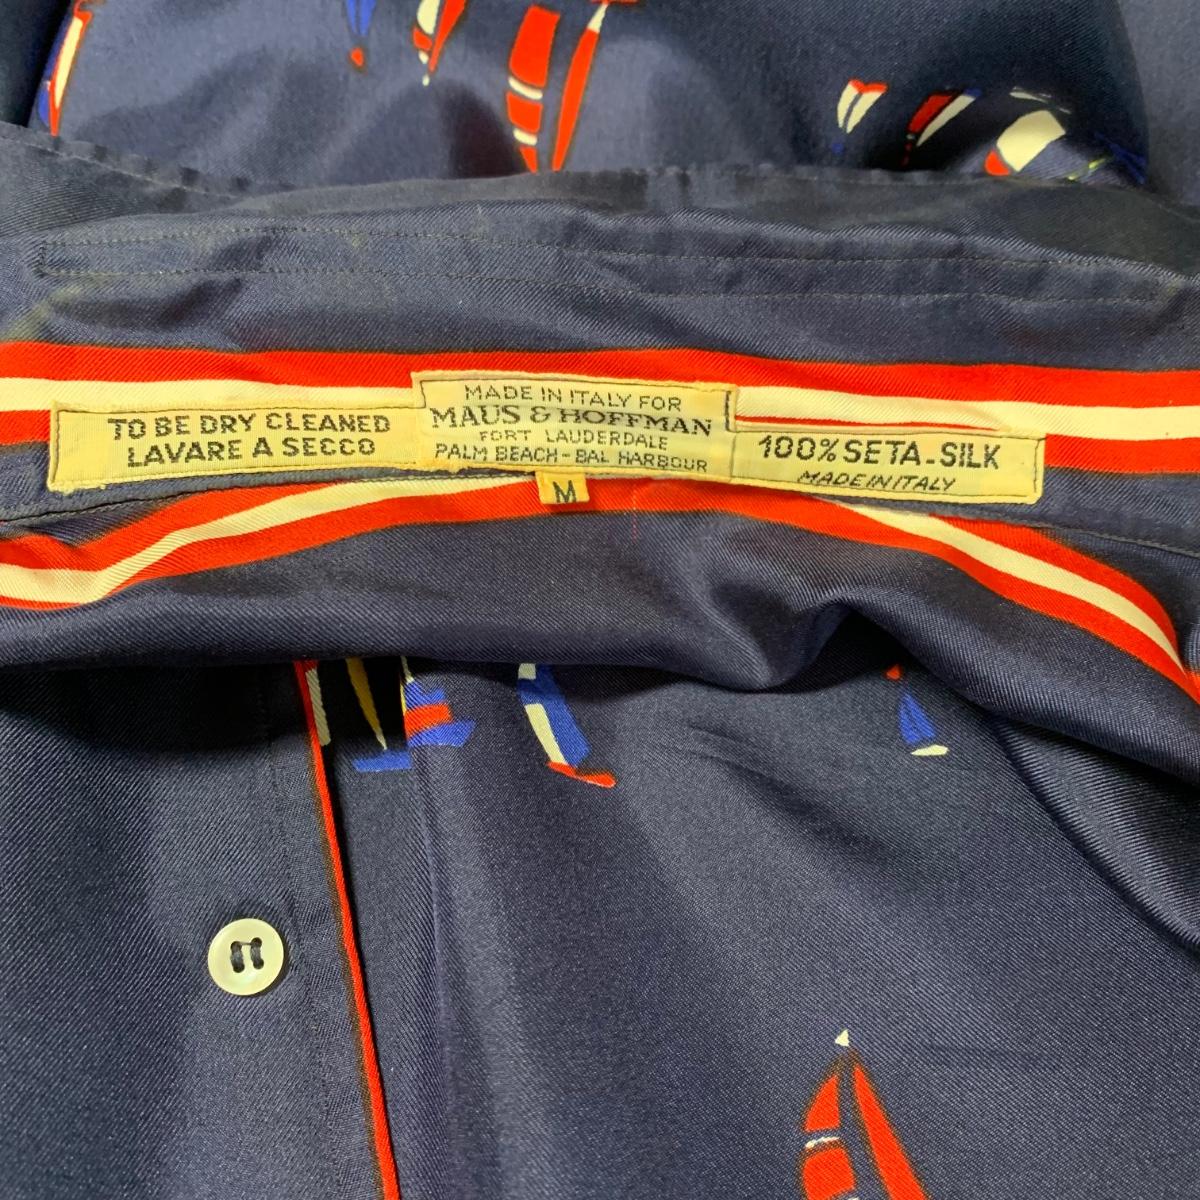 TO BE DRY CLEANED
LAVARE A SECCO
MADE IN ITALY FOR
MAUS & HOFFMAN
FORT LAUDERDALE
PALM BEACH - BAL HARBOUR
M
100% SETA-SILK
MADE IN ITALY